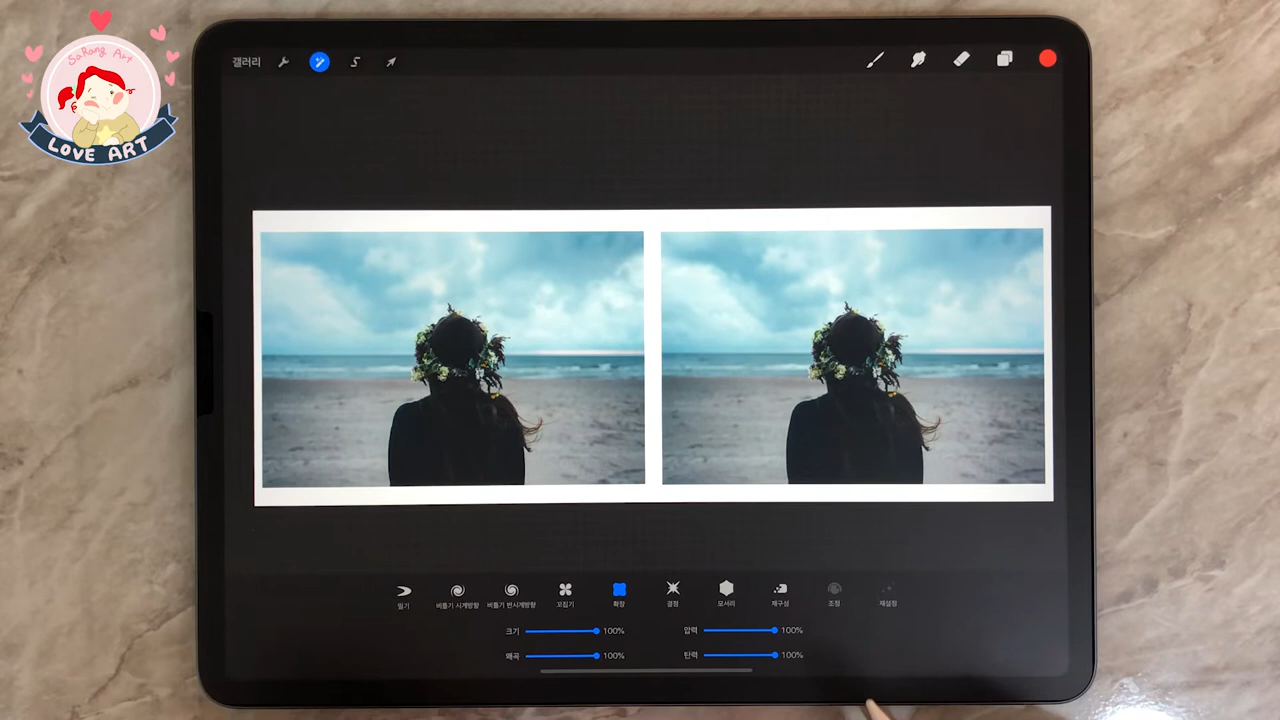 SaRang Art
LOVE ART
갤러리
밀기
비틀기 시계방향
비틀기 반시계방향
꼬집기
확장
결정
모서리
재구성
조정
재설정
크기 100%
압력 100%
왜곡 100%
탄력 100%